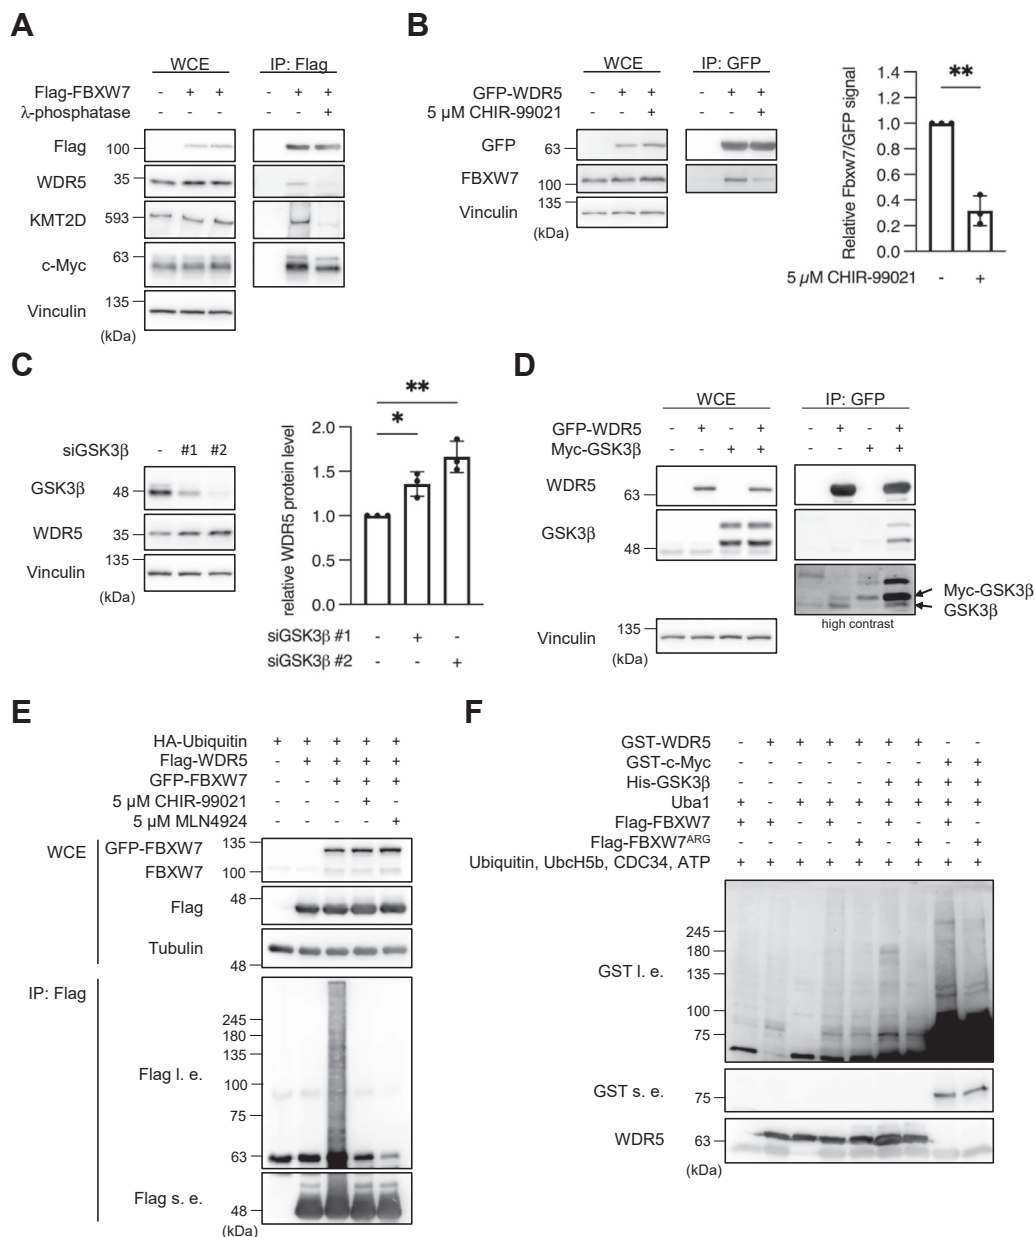 A
WCE IP: Flag
Flag-FBXW7 - + + - + +
λ-phosphatase - - - - - +
Flag 100
WDR5 35
KMT2D 593
c-Myc 63
Vinculin 135
(kDa)
B
WCE IP: GFP
GFP-WDR5 - + + - + +
5 µM CHIR-99021 - - + - - +
GFP 63
FBXW7 100
Vinculin 135
(kDa)
Relative Fbxw7/GFP signal
1.4
1.2
1.0
0.8
0.6
0.4
0.2
0.0
**
5 µM CHIR-99021 - +
C
siGSK3β - #1 #2
GSK3β 48
WDR5 35
Vinculin 135
(kDa)
relative WDR5 protein level
2.0
1.5
1.0
0.5
0.0
**
*
siGSK3β #1 - + -
siGSK3β #2 - - +
D
WCE IP: GFP
GFP-WDR5 - + - + - + - +
Myc-GSK3β - - + + - - + +
WDR5 63
GSK3β 48
Myc-GSK3β
GSK3β
high contrast
Vinculin 135
(kDa)
E
HA-Ubiquitin + + + + +
Flag-WDR5 - + + + +
GFP-FBXW7 - - + + +
5 µM CHIR-99021 - - - + -
5 µM MLN4924 - - - - +
WCE
GFP-FBXW7 135
FBXW7 100
Flag 48
Tubulin
48
IP: Flag
245
180
135
Flag l. e. 100
75
63
Flag s. e. 48
(kDa)
F
GST-WDR5 - + + + + + + - -
GST-c-Myc - - - - - - - + +
His-GSK3β - - - - - + + + +
Uba1 + - + + + + + + +
Flag-FBXW7 + + - + - + - + -
Flag-FBXW7ARG - - - - + - + - +
Ubiquitin, UbcH5b, CDC34, ATP + + + + + + + + +
245
180
GST l. e. 135
100
75
GST s. e. 75
WDR5 63
(kDa)